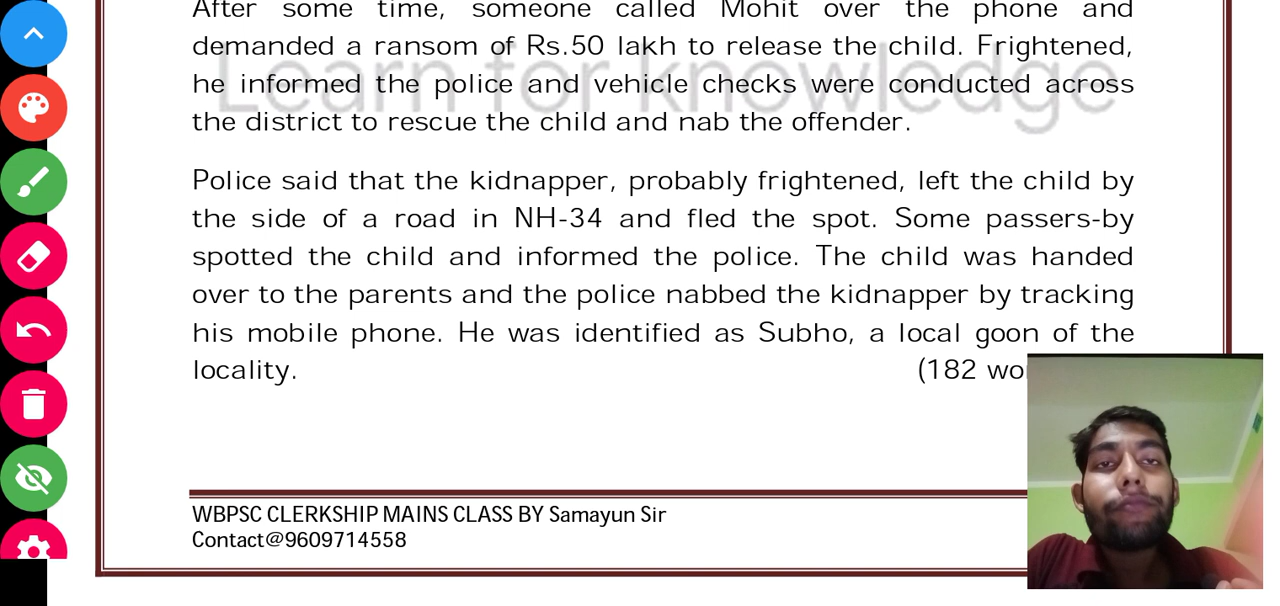 After some time, someone called Mohit over the phone and
demanded a ransom of Rs.50 lakh to release the child. Frightened,
he informed the police and vehicle checks were conducted across
the district to rescue the child and nab the offender.
Learn for knowledge
Police said that the kidnapper, probably frightened, left the child by
the side of a road in NH-34 and fled the spot. Some passers-by
spotted the child and informed the police. The child was handed
over to the parents and the police nabbed the kidnapper by tracking
his mobile phone. He was identified as Subho, a local goon of the
locality. (182
WBPSC CLERKSHIP MAINS CLASS BY Samayun Sir
Contact@9609714558